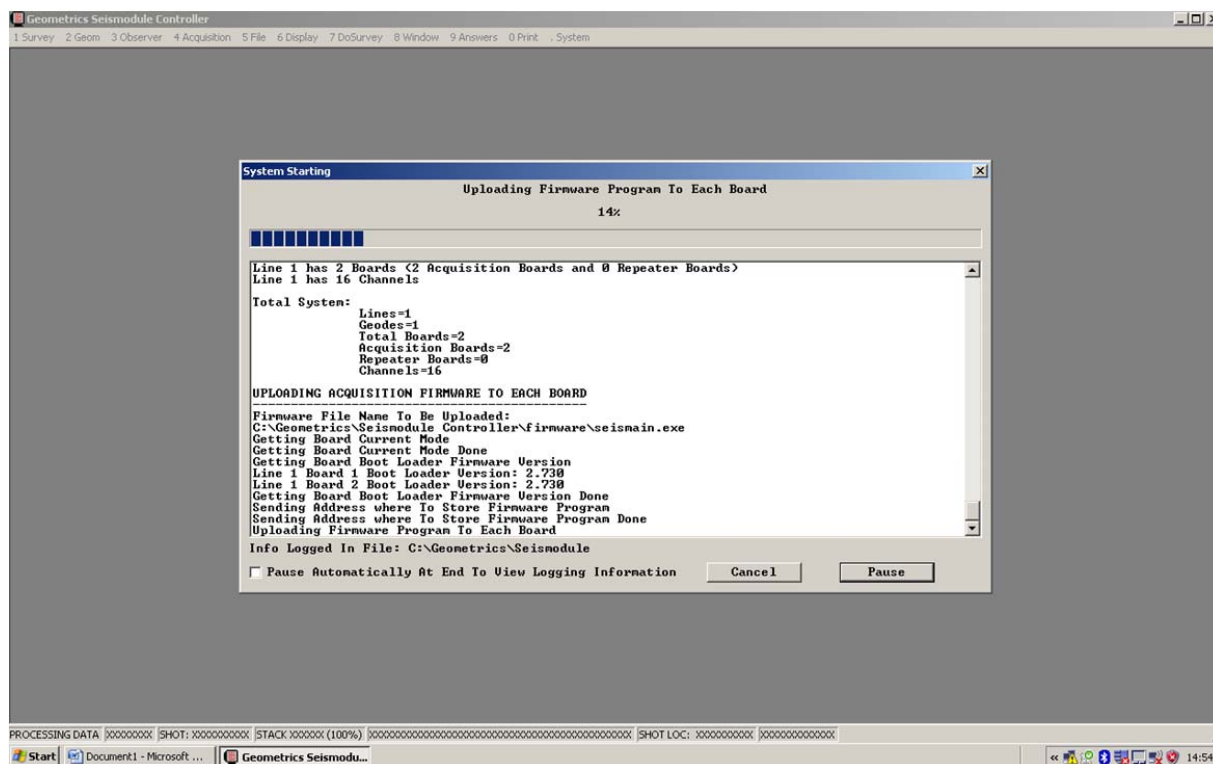 Geometrics Seismodule Controller
1 Survey 2 Geom 3 Observer 4 Acquisition 5 File 6 Display 7 DoSurvey 8 Window 9 Answers 0 Print . System
System Starting
Uploading Firmware Program To Each Board
14%
Line 1 has 2 Boards (2 Acquisition Boards and 0 Repeater Boards)
Line 1 has 16 Channels
Total System:
Lines=1
Geodes=1
Total Boards=2
Acquisition Boards=2
Repeater Boards=0
Channels=16
UPLOADING ACQUISITION FIRMWARE TO EACH BOARD
------------------------------------------------
Firmware File Name To Be Uploaded:
C:\Geometrics\Seismodule Controller\firmware\seismain.exe
Getting Board Current Mode
Getting Board Current Mode Done
Getting Board Boot Loader Firmware Version
Line 1 Board 1 Boot Loader Version: 2.730
Line 1 Board 2 Boot Loader Version: 2.730
Getting Board Boot Loader Firmware Version Done
Sending Address where To Store Firmware Program
Sending Address where To Store Firmware Program Done
Uploading Firmware Program To Each Board
Info Logged In File: C:\Geometrics\Seismodule
Pause Automatically At End To View Logging Information Cancel Pause
PROCESSING DATA XXXXXXXX SHOT: XXXXXXXXXX STACK XXXXXX (100%) XXXXXXXXXXXXXXXXXXXXXXXXXXXXXXXXXXXXXXXXXXXX SHOT LOC: XXXXXXXXXX XXXXXXXXXXXXX
Start Document1 - Microsoft ... Geometrics Seismodu... « 14:54